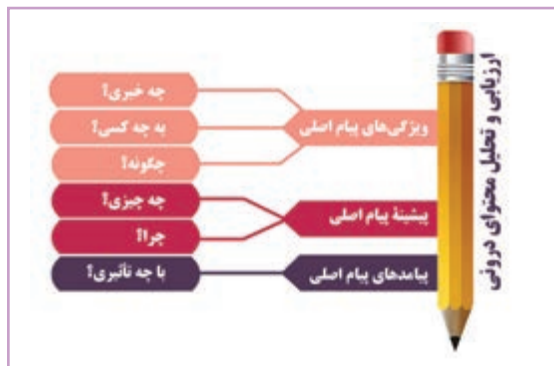 ارزیابی و تحلیل محتوای درونی
ویژگی‌های پیام اصلی
چه خبری؟
به چه کسی؟
چگونه؟
پیشینهٔ پیام اصلی
چه چیزی؟
چرا؟
پیامدهای پیام اصلی
با چه تأثیری؟